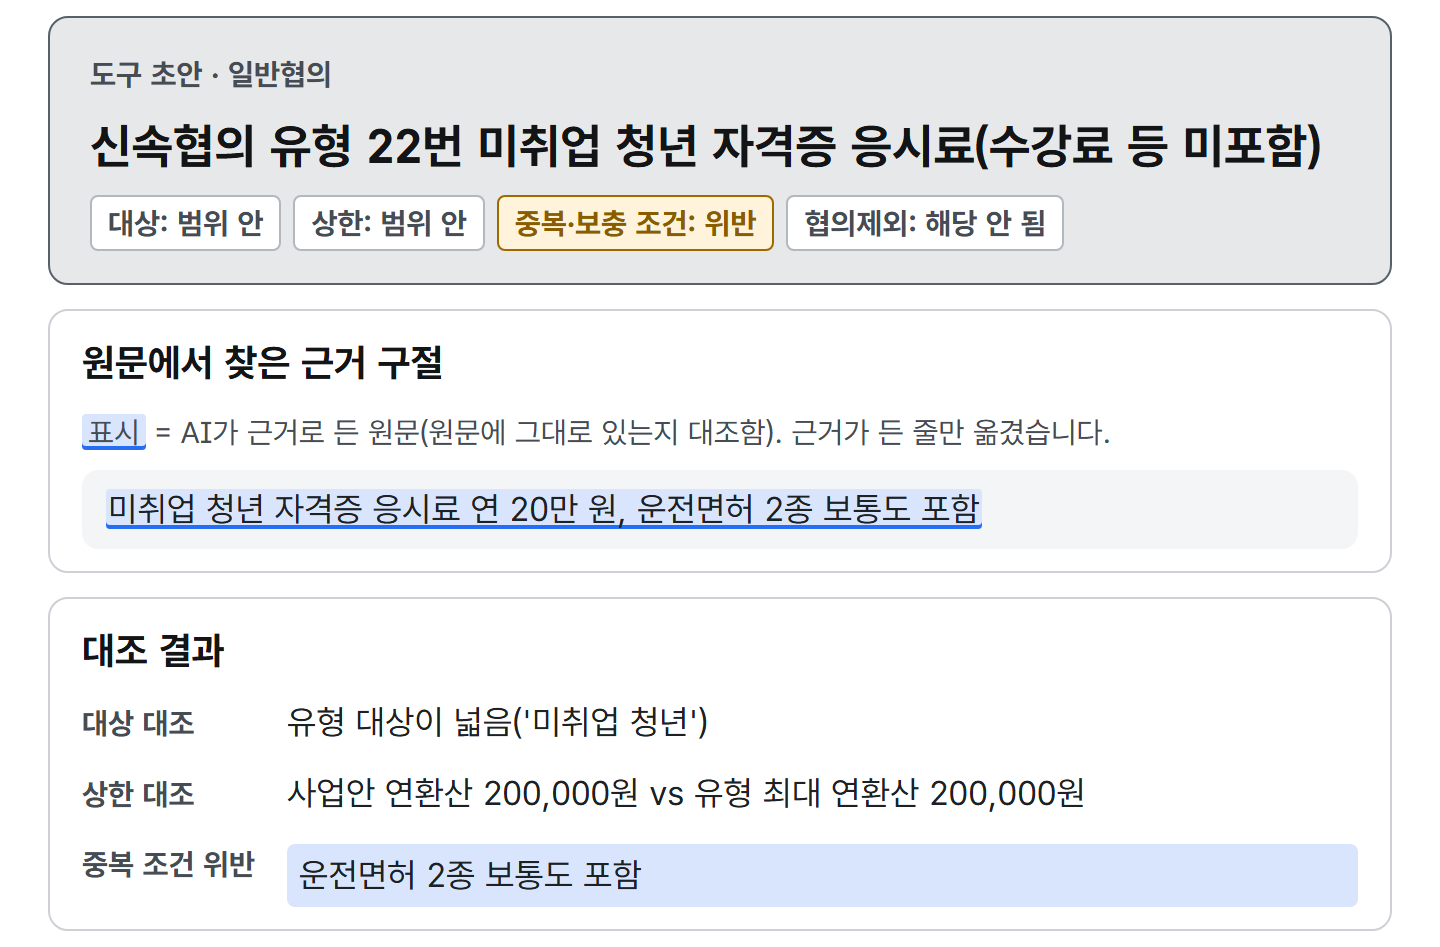 도구 초안 · 일반협의
신속협의 유형 22번 미취업 청년 자격증 응시료(수강료 등 미포함)
대상: 범위 안 상한: 범위 안 중복·보충 조건: 위반 협의제외: 해당 안 됨
원문에서 찾은 근거 구절
표시 = AI가 근거로 든 원문(원문에 그대로 있는지 대조함). 근거가 든 줄만 옮겼습니다.
미취업 청년 자격증 응시료 연 20만 원, 운전면허 2종 보통도 포함
대조 결과
대상 대조 유형 대상이 넓음('미취업 청년')
상한 대조 사업안 연환산 200,000원 vs 유형 최대 연환산 200,000원
중복 조건 위반 운전면허 2종 보통도 포함